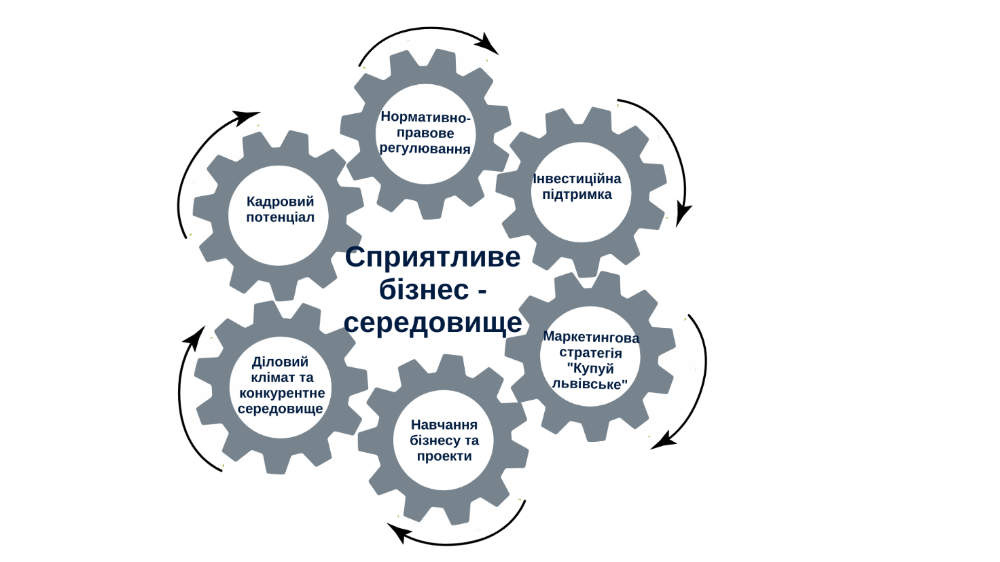 Нормативно-
правове
регулювання
Інвестиційна
підтримка
Кадровий
потенціал
Сприятливе
бізнес -
середовище
Маркетингова
стратегія
"Купуй
львівське"
Діловий
клімат та
конкурентне
середовище
Навчання
бізнесу та
проекти